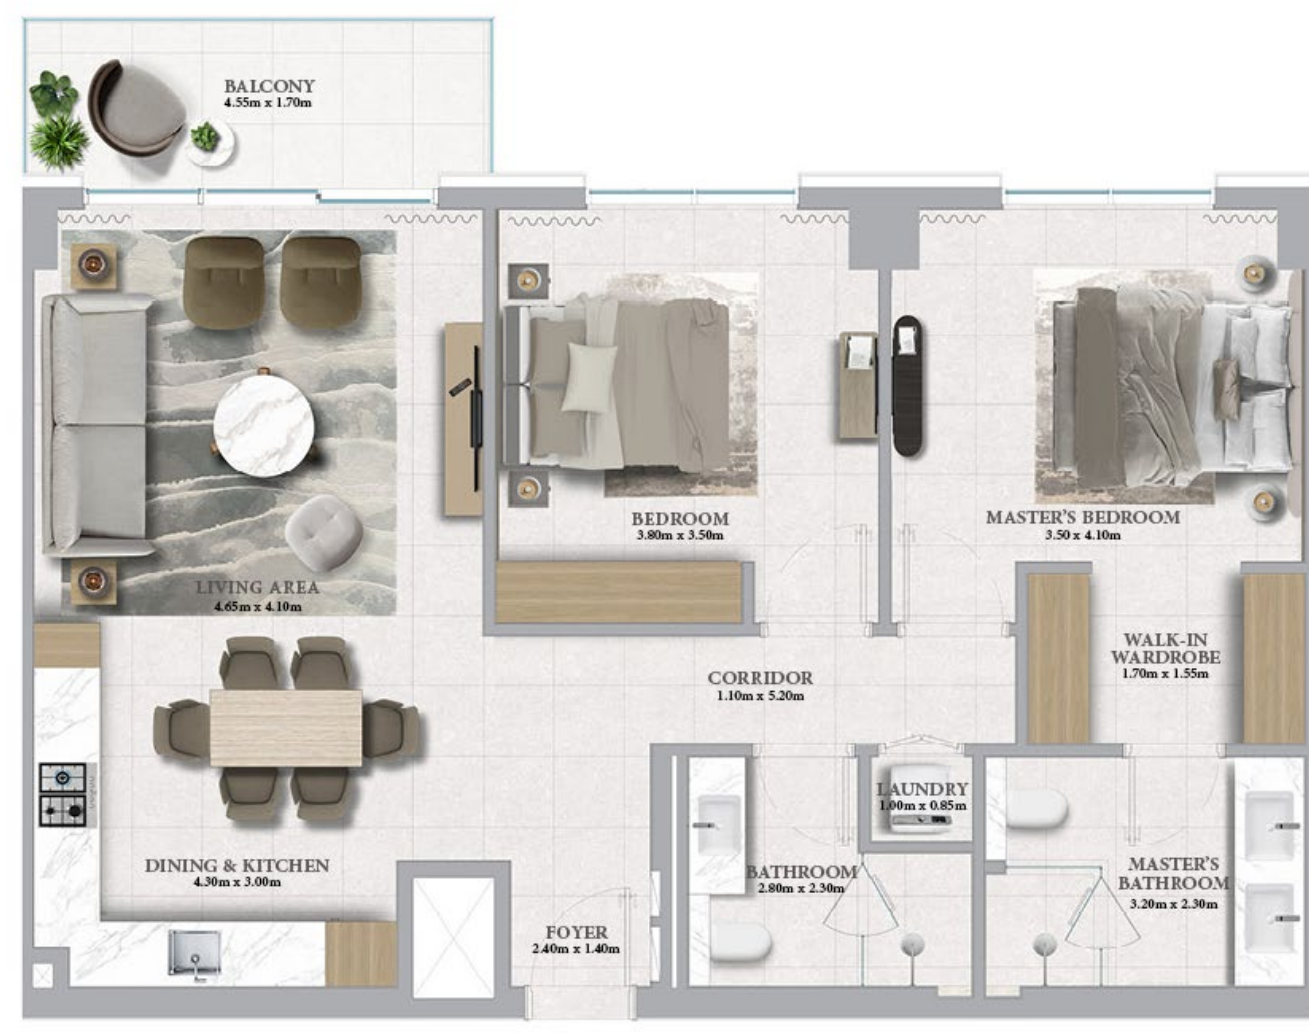 BALCONY
4.55m x 1.70m
BEDROOM
3.80m x 3.50m
MASTER'S BEDROOM
3.50 x 4.10m
LIVING AREA
4.65m x 4.10m
WALK-IN
WARDROBE
1.70m x 1.55m
CORRIDOR
1.10m x 5.20m
LAUNDRY
1.00m x 0.85m
DINING & KITCHEN
4.30m x 3.00m
BATHROOM
2.80m x 2.30m
MASTER'S
BATHROOM
3.20m x 2.30m
FOYER
2.40m x 1.40m